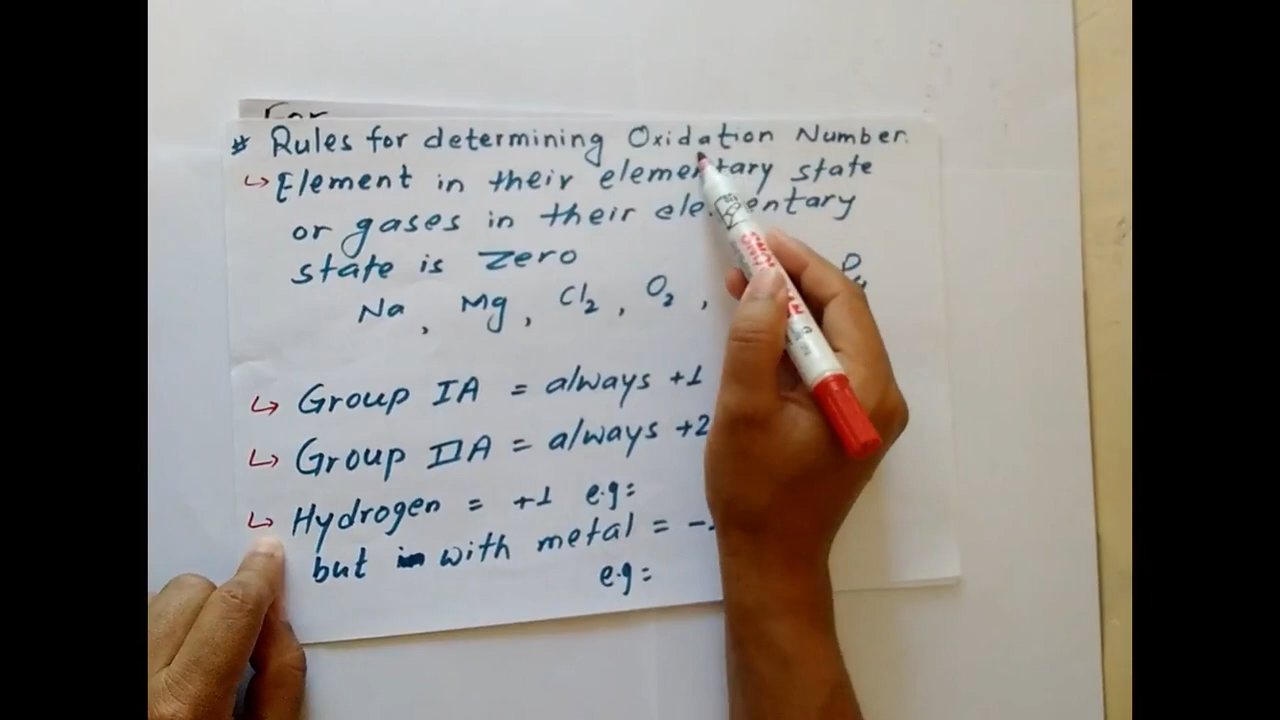 * Rules for determining Oxidation Number.
↳ Element in their elementary state
or gases in their elementary
state is zero
Na, Mg, Cl₂, O₂,
↳ Group IA = always +1
↳ Group IIA = always +2
↳ Hydrogen = +1 e.g:
but with metal = -
e.g: